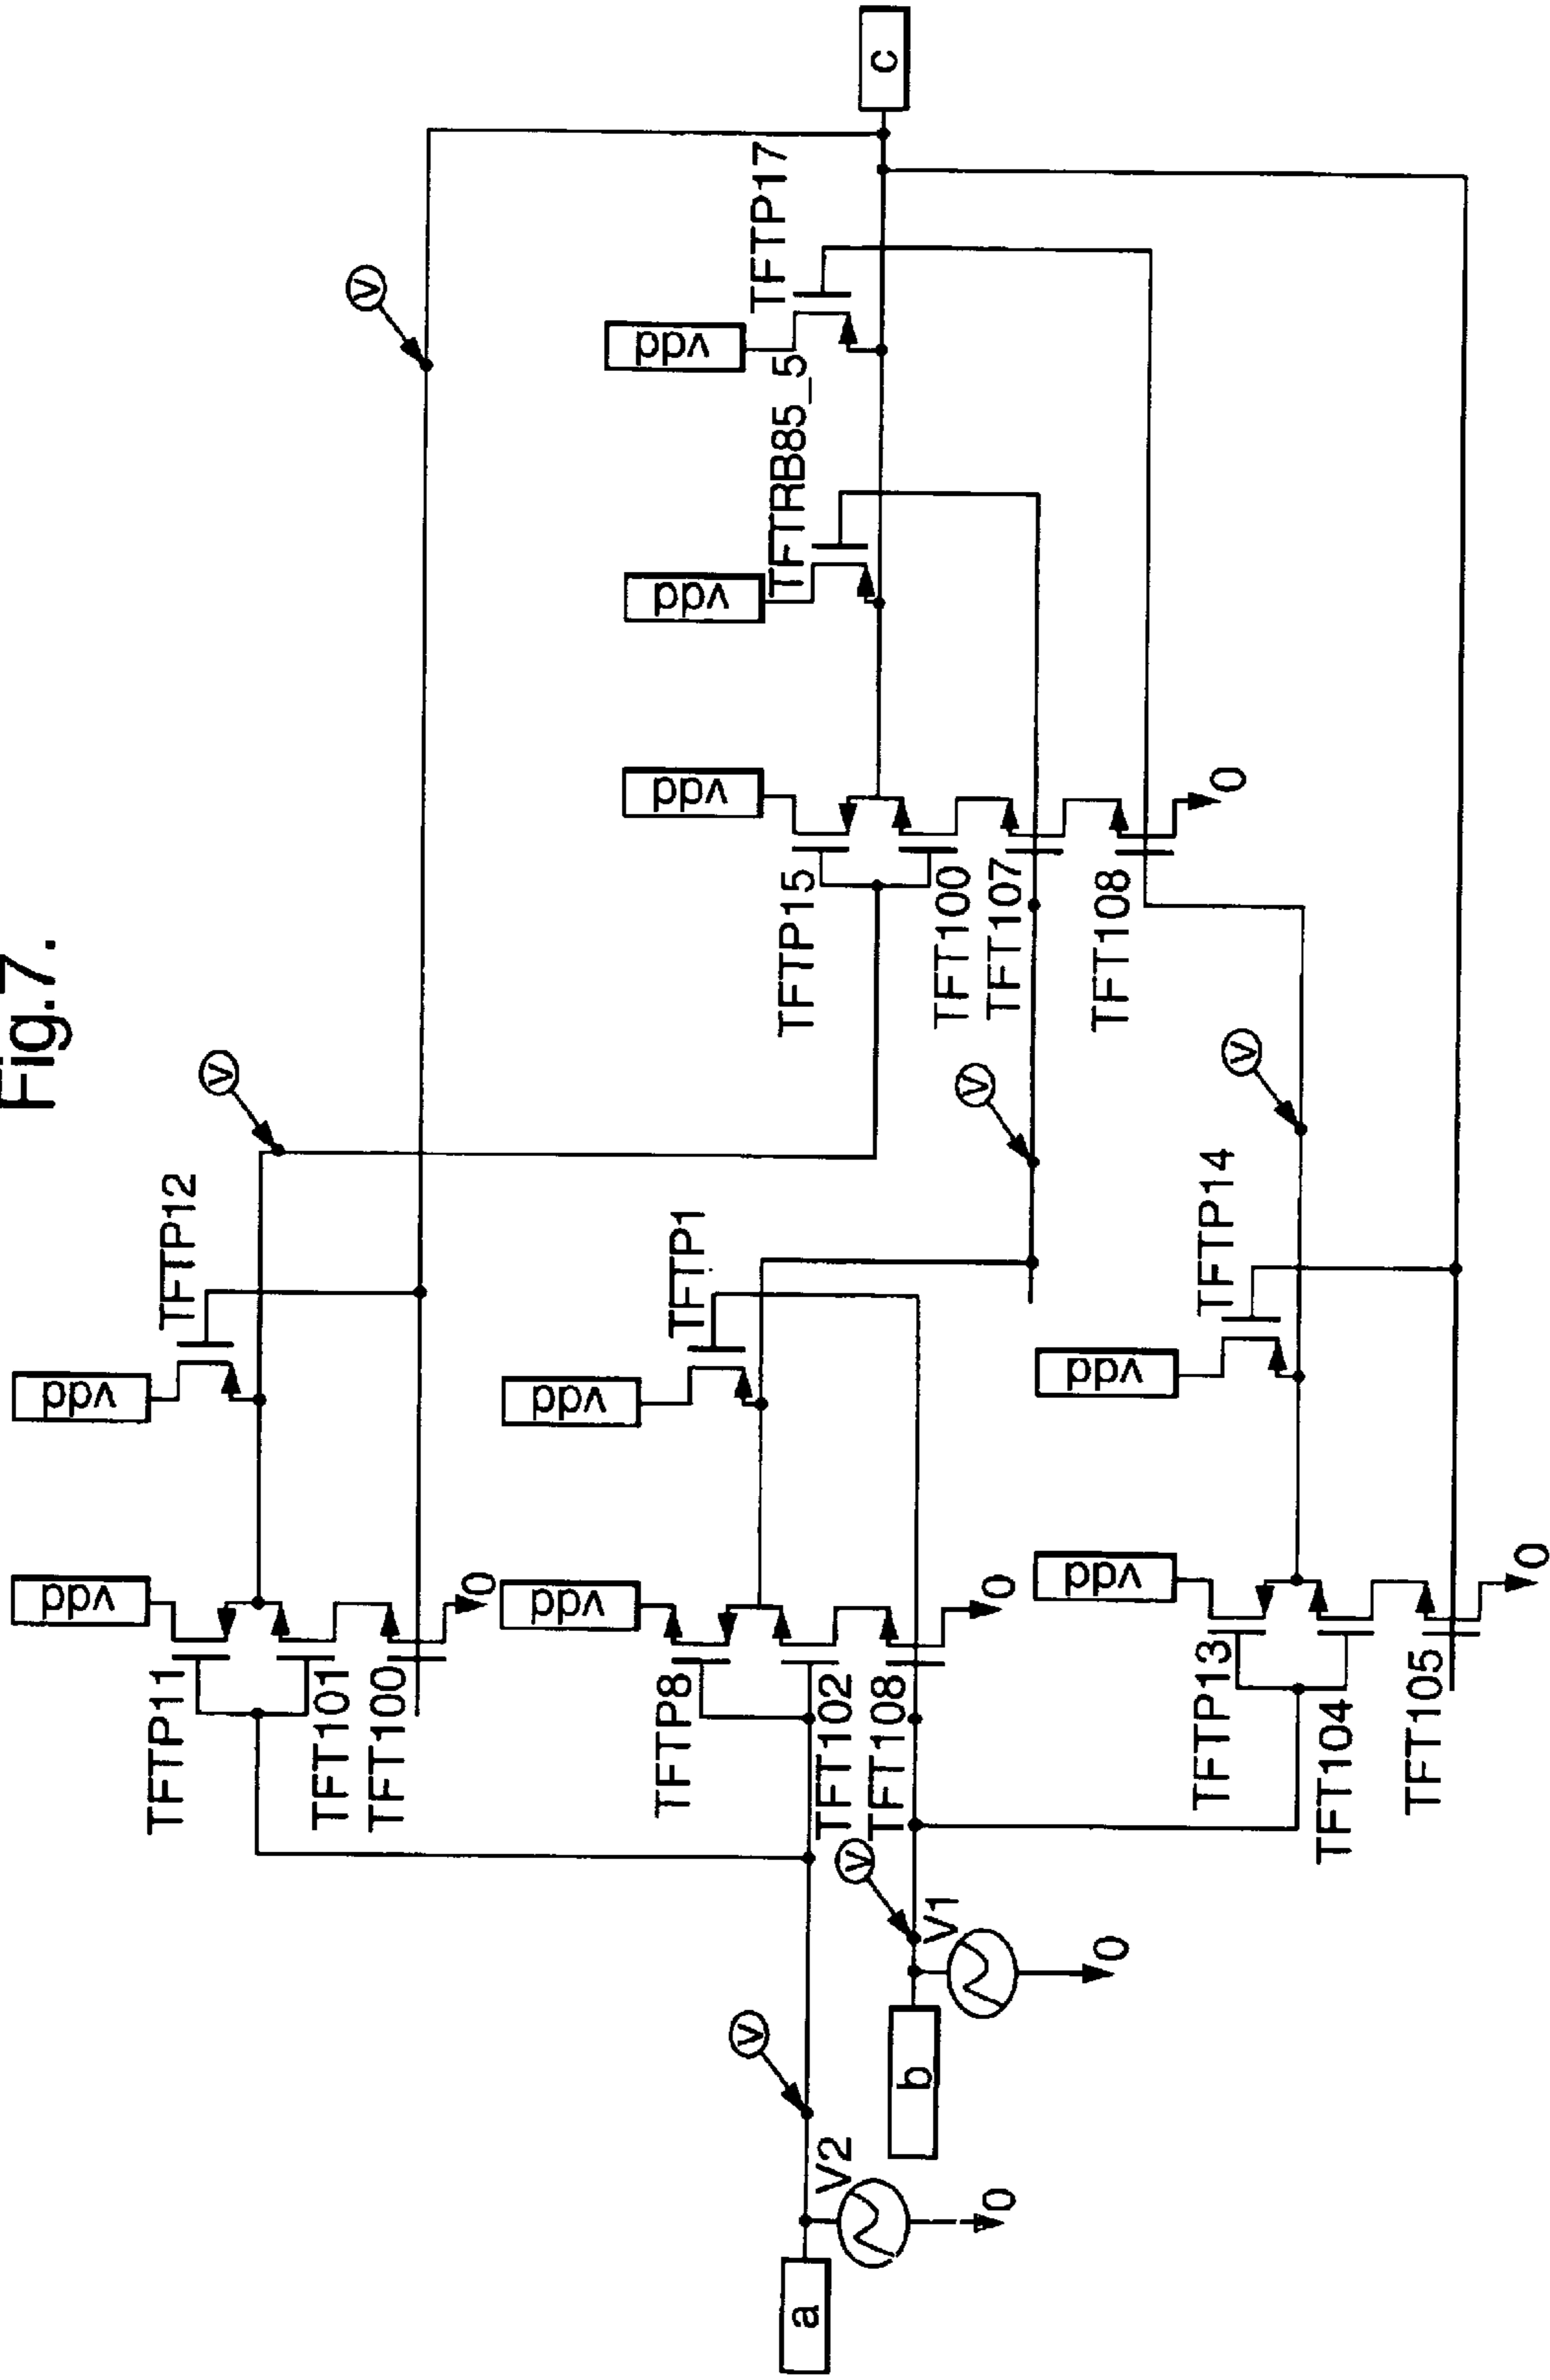 Fig.7.
vdd
vdd
TFTP12
TFTP11
TFT101
TFT100
0
V
V
vdd
vdd
TFTP1
TFTP8
TFT102
TFT108
0
V
vdd
vdd
vdd
TFTP17
TFTRB85_5
TFTP15
TFT100
TFT107
TFT108
0
c
a
V
V2
0
b
V
V1
0
vdd
vdd
TFTP14
TFTP13
TFT104
TFT105
0
V